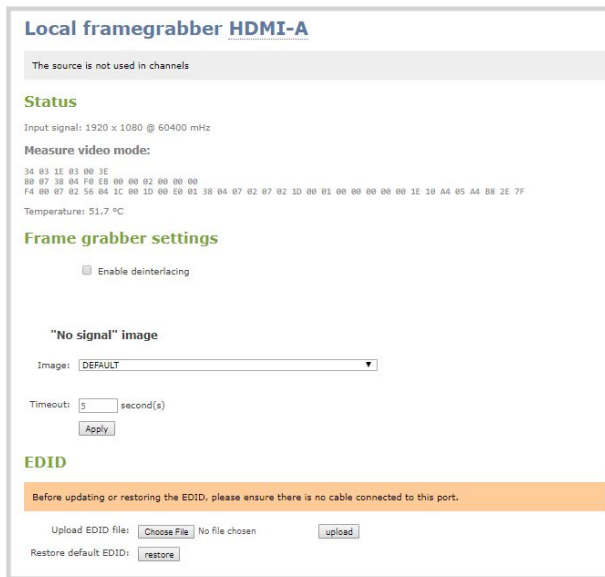 Local framegrabber HDMI-A
The source is not used in channels
Status
Input signal: 1920 x 1080 @ 60400 mHz
Measure video mode:
34 03 1E 03 00 3E
80 07 38 04 F0 EB 00 00 02 00 00 00
F4 00 07 02 56 04 1C 00 1D 00 E0 01 38 04 07 02 07 02 1D 00 01 00 00 00 00 00 1E 10 A4 05 A4 B8 2E 7F
Temperature: 51.7 ºC
Frame grabber settings
Enable deinterlacing
"No signal" image
Image: DEFAULT
Timeout: 5 second(s)
Apply
EDID
Before updating or restoring the EDID, please ensure there is no cable connected to this port.
Upload EDID file: Choose File No file chosen upload
Restore default EDID: restore